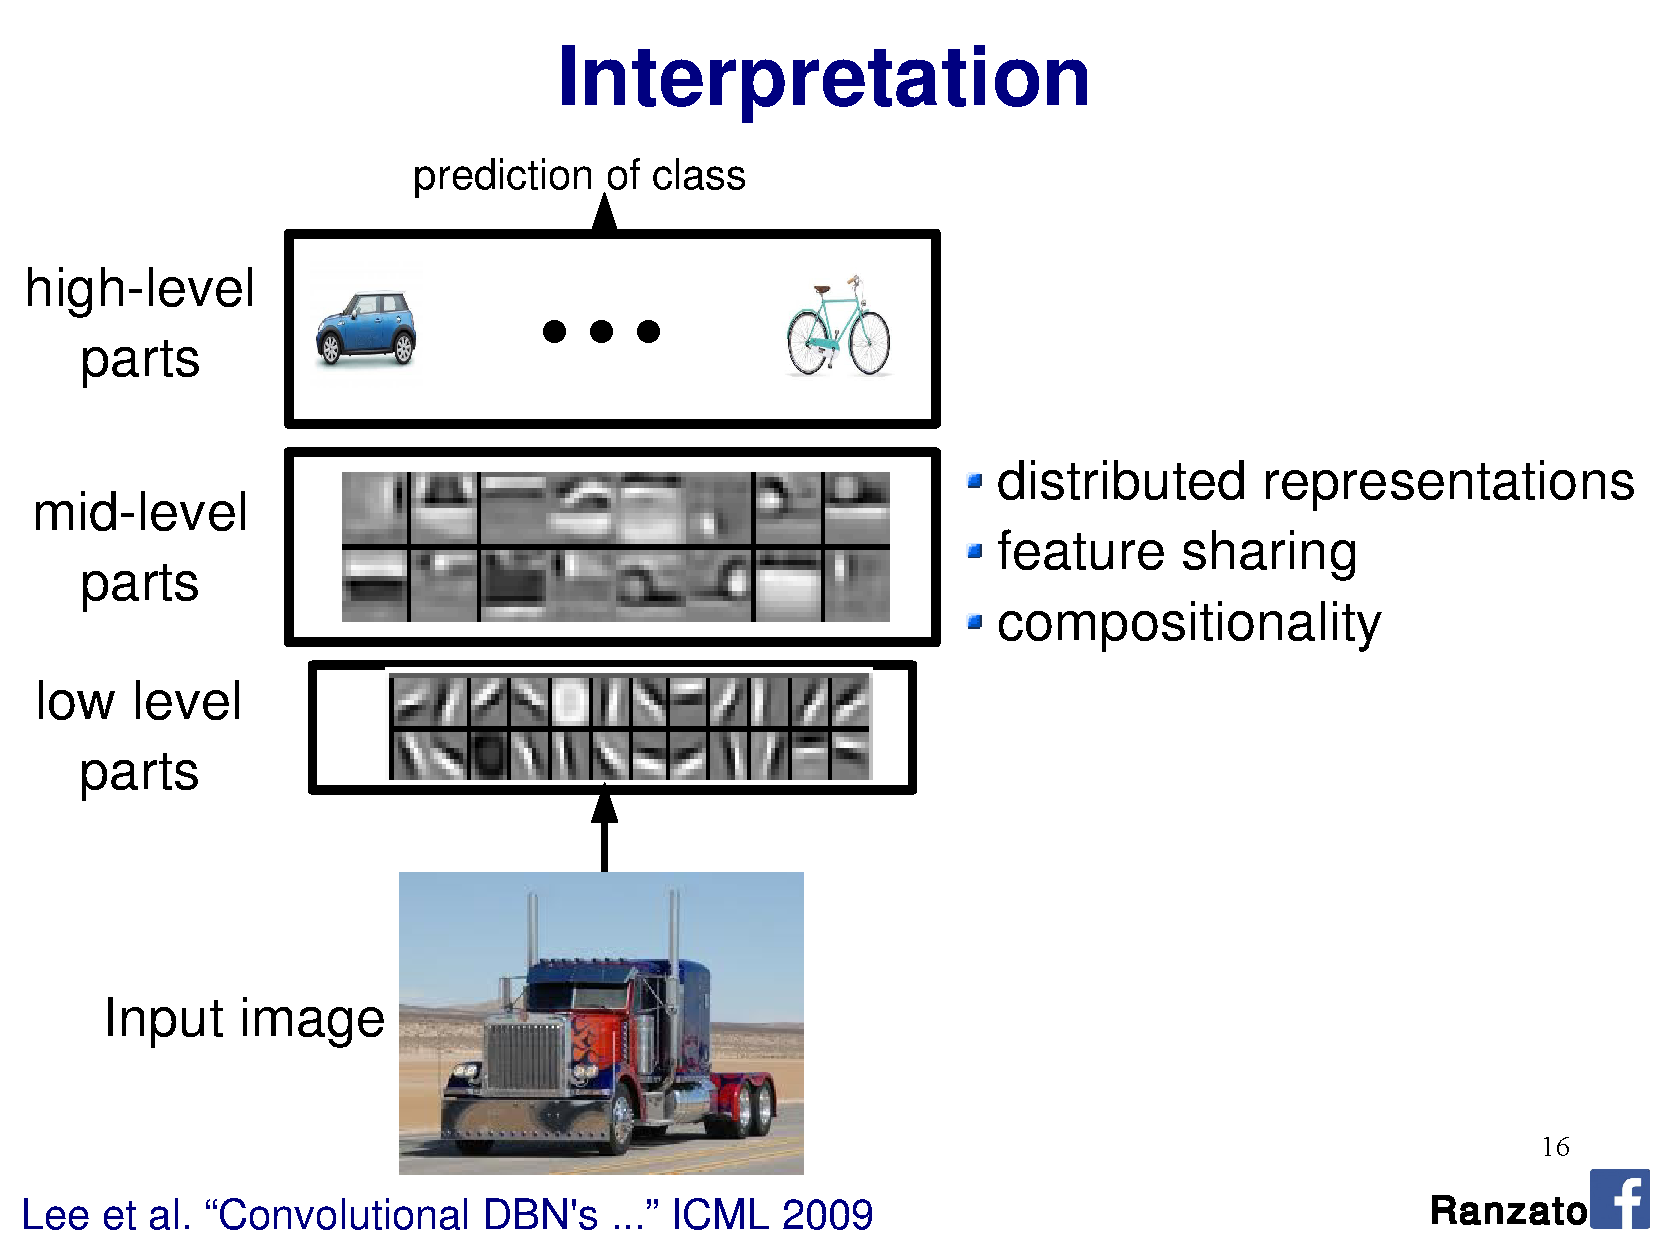 Interpretation
prediction of class
high-level
parts
mid-level
parts
• distributed representations
• feature sharing
• compositionality
low level
parts
Input image
16
Lee et al. “Convolutional DBN's ...” ICML 2009
Ranzato